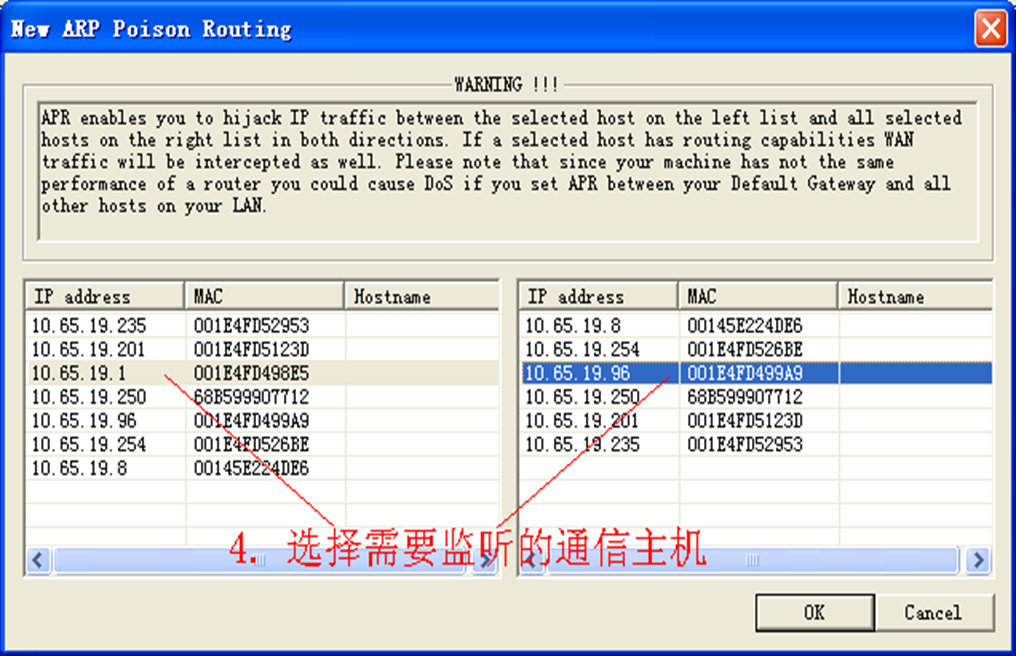 New ARP Poison Routing
WARNING !!!
APR enables you to hijack IP traffic between the selected host on the left list and all selected
hosts on the right list in both directions. If a selected host has routing capabilities WAN
traffic will be intercepted as well. Please note that since your machine has not the same
performance of a router you could cause DoS if you set APR between your Default Gateway and all
other hosts on your LAN.
IP address MAC Hostname
10.65.19.235 001E4FD52953
10.65.19.201 001E4FD5123D
10.65.19.1 001E4FD498E5
10.65.19.250 68B599907712
10.65.19.96 001E4FD499A9
10.65.19.254 001E4FD526BE
10.65.19.8 00145E224DE6
IP address MAC Hostname
10.65.19.8 00145E224DE6
10.65.19.254 001E4FD526BE
10.65.19.96 001E4FD499A9
10.65.19.250 68B599907712
10.65.19.201 001E4FD5123D
10.65.19.235 001E4FD52953
4. 选择需要监听的通信主机
OK
Cancel